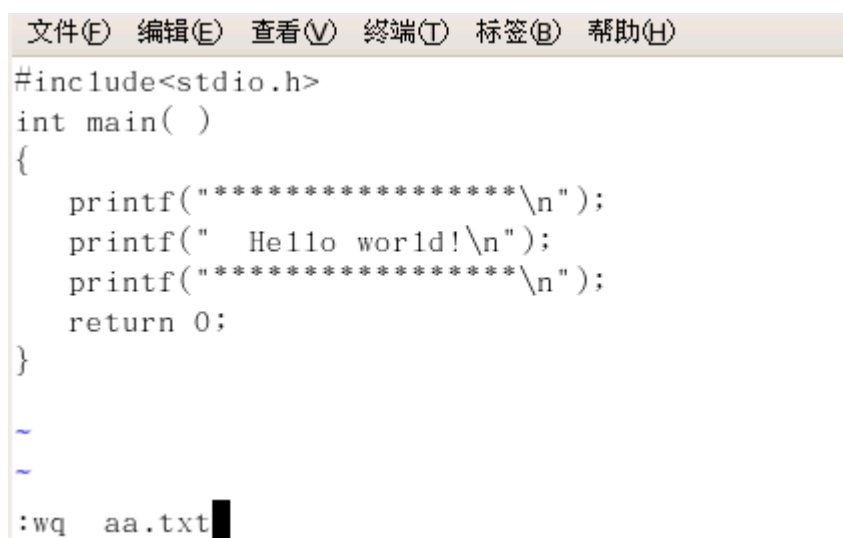 文件(F) 编辑(E) 查看(V) 终端(T) 标签(B) 帮助(H)
#include<stdio.h>
int main( )
{
   printf("*****************\n");
   printf("  Hello world!\n");
   printf("*****************\n");
   return 0;
}
~
~
:wq  aa.txt